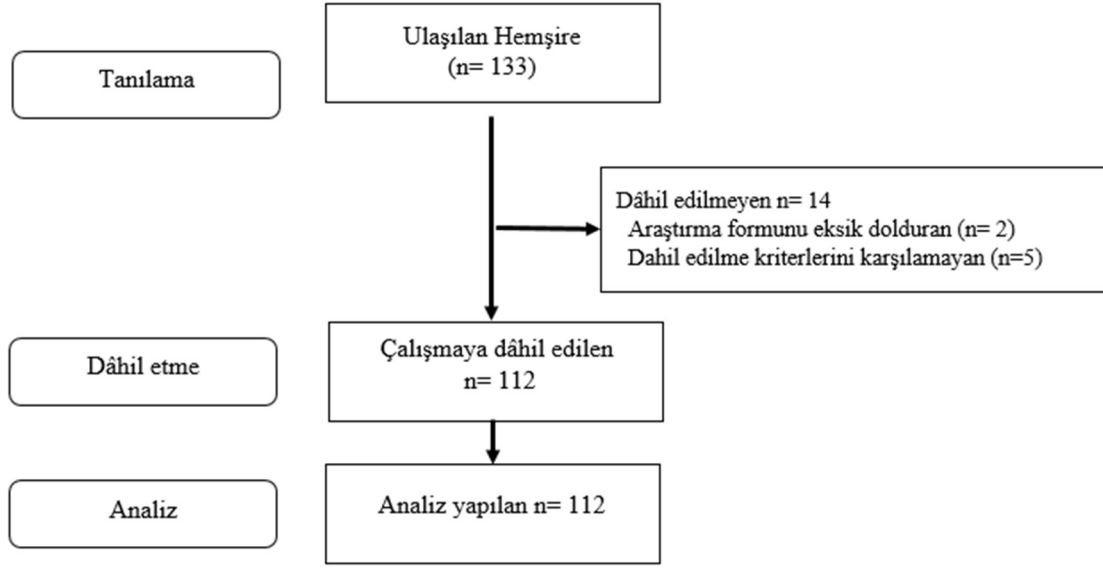 Ulaşılan Hemşire
(n= 133)
Tanılama
Dâhil edilmeyen n= 14
Araştırma formunu eksik dolduran (n= 2)
Dahil edilme kriterlerini karşılamayan (n=5)
Çalışmaya dâhil edilen
n= 112
Dâhil etme
Analiz yapılan n= 112
Analiz